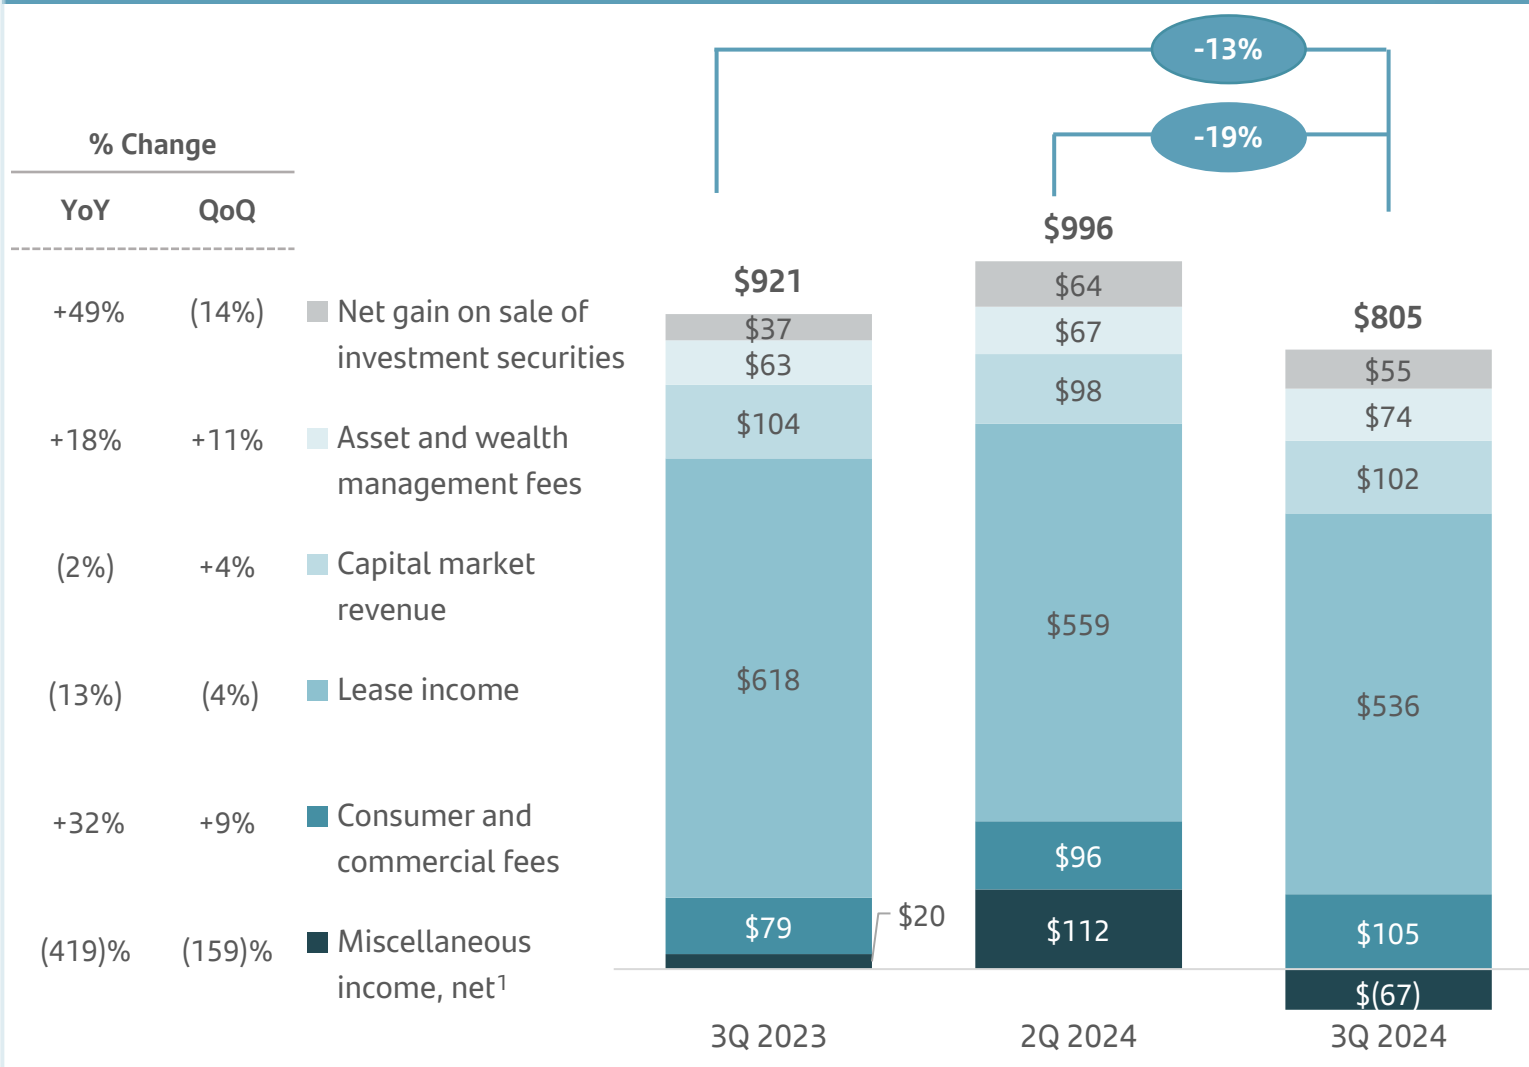 -13%
-19%
% Change
YoY QoQ
$921
$996
$805
+49% (14%) Net gain on sale of
investment securities
$37
$64
$55
+18% +11% Asset and wealth
management fees
$63
$67
$74
(2%) +4% Capital market
revenue
$104
$98
$102
(13%) (4%) Lease income
$618
$559
$536
+32% +9% Consumer and
commercial fees
$79
$96
$105
(419)% (159)% Miscellaneous
income, net¹
$20
$112
$(67)
3Q 2023 2Q 2024 3Q 2024